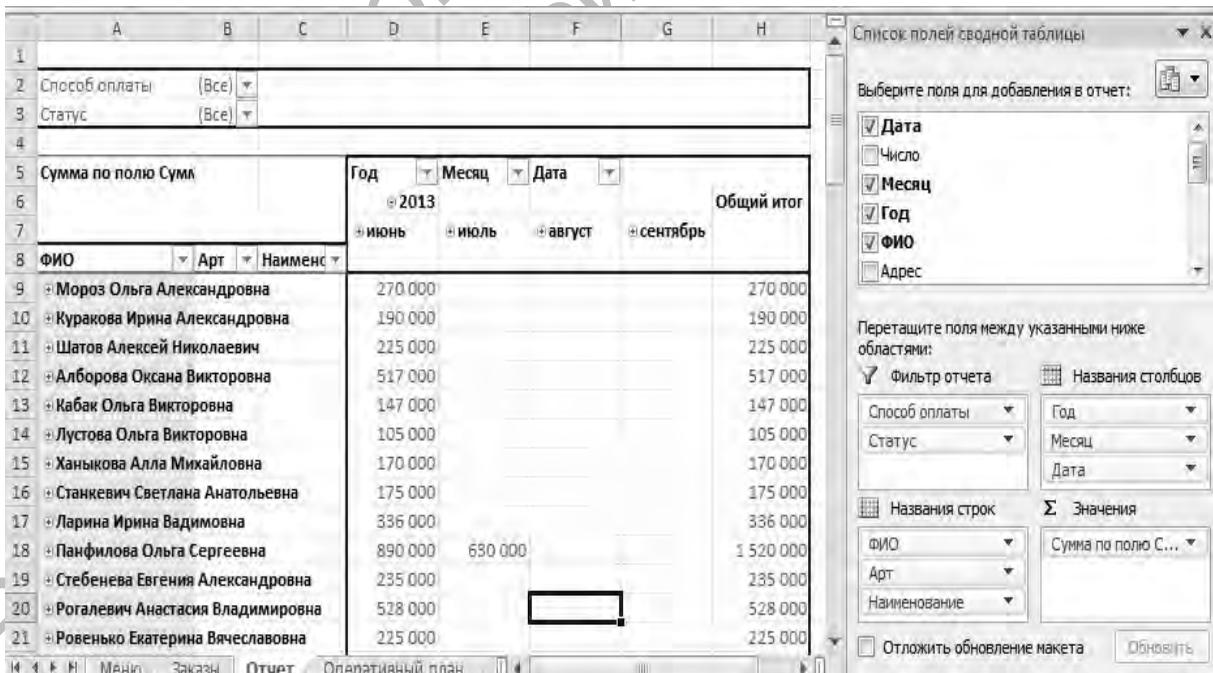 A B C D E F G H
1
2 Способ оплаты (Все)
3 Статус (Все)
4
5 Сумма по полю Сумм Год Месяц Дата
6 2013 Общий итог
7 июнь июль август сентябрь
8 ФИО Арт Наименс
9 Мороз Ольга Александровна 270 000 270 000
10 Куракова Ирина Александровна 190 000 190 000
11 Шатов Алексей Николаевич 225 000 225 000
12 Алборова Оксана Викторовна 517 000 517 000
13 Кабак Ольга Викторовна 147 000 147 000
14 Лустова Ольга Викторовна 105 000 105 000
15 Ханыкова Алла Михайловна 170 000 170 000
16 Станкевич Светлана Анатольевна 175 000 175 000
17 Ларина Ирина Вадимовна 336 000 336 000
18 Панфилова Ольга Сергеевна 890 000 630 000 1 520 000
19 Стебенева Евгения Александровна 235 000 235 000
20 Рогалевич Анастасия Владимировна 528 000 528 000
21 Ровенько Екатерина Вячеславовна 225 000 225 000
Меню Заказы Отчет Оперативный план
Список полей сводной таблицы X
Выберите поля для добавления в отчет:
Дата
Число
Месяц
Год
ФИО
Адрес
Перетащите поля между указанными ниже
областями:
Фильтр отчета Названия столбцов
Способ оплаты Год
Статус Месяц
Дата
Названия строк Σ Значения
ФИО Сумма по полю С...
Арт
Наименование
Отложить обновление макета Обновить